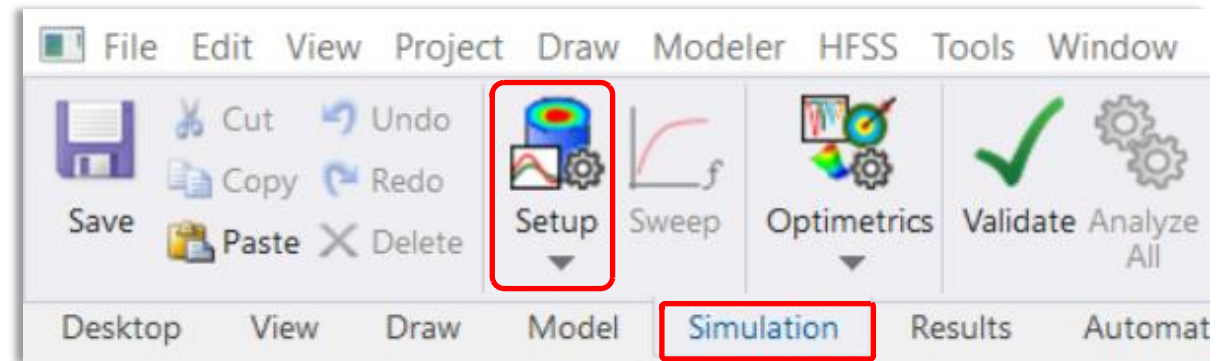 File Edit View Project Draw Modeler HFSS Tools Window
Cut Undo
Copy Redo
Paste Delete
Save
Setup
Sweep
f
Optimetrics
Validate
Analyze
All
Desktop View Draw Model Simulation Results Automat